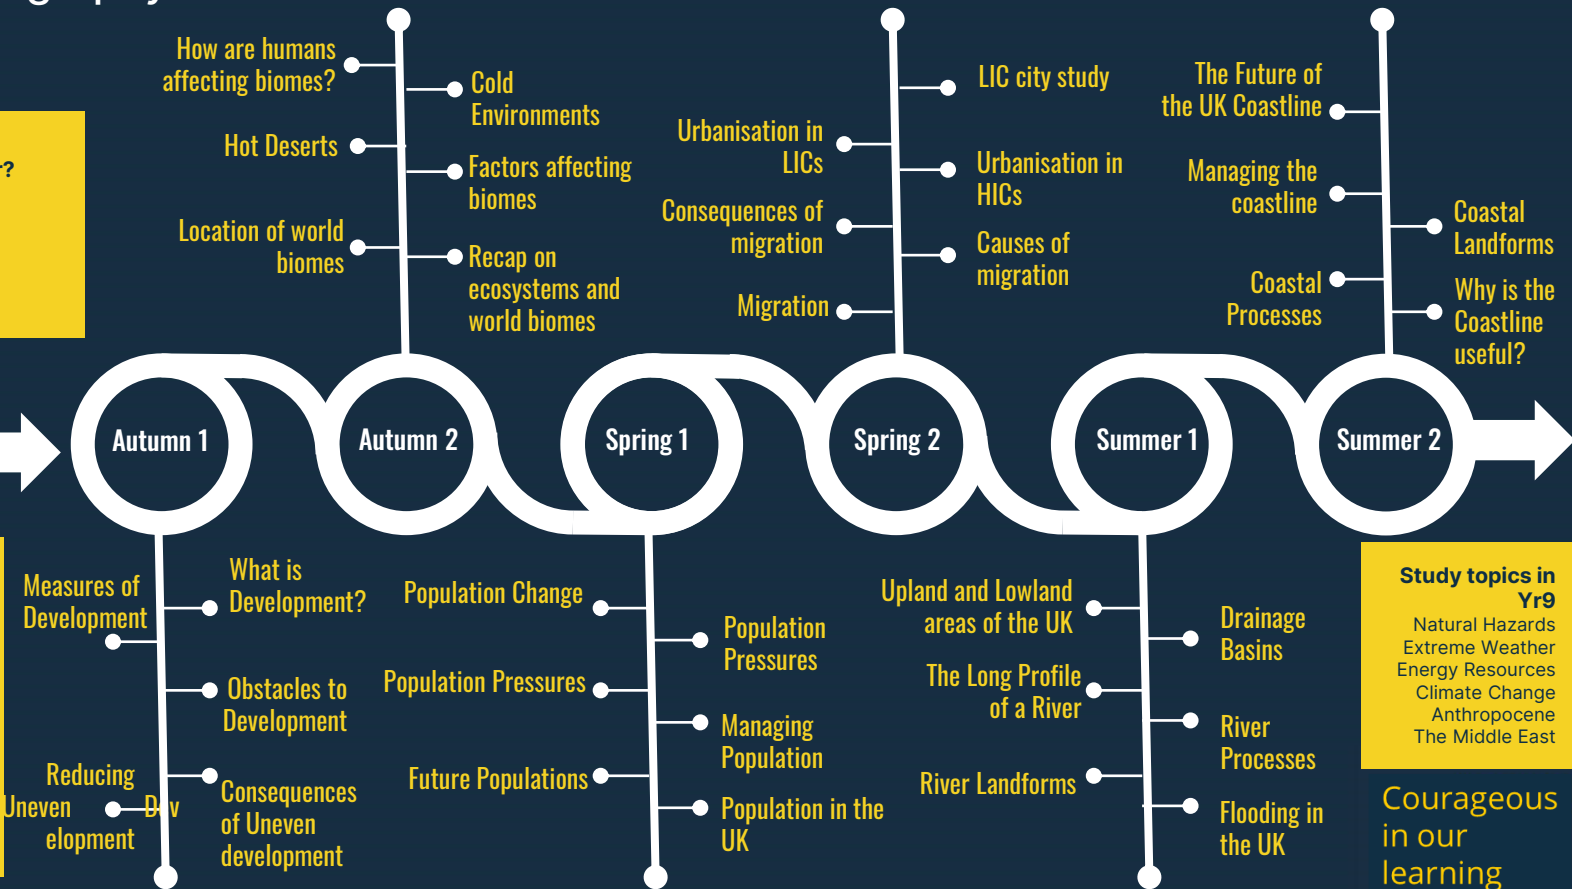 How are humans
affecting biomes?
Cold
Environments
Hot Deserts
Factors affecting
biomes
Location of world
biomes
Recap on
ecosystems and
world biomes
LIC city study
Urbanisation in
LICs
Urbanisation in
HICs
Consequences of
migration
Causes of
migration
Migration
The Future of
the UK Coastline
Managing the
coastline
Coastal
Landforms
Coastal
Processes
Why is the
Coastline
useful?
Autumn 1
Autumn 2
Spring 1
Spring 2
Summer 1
Summer 2
What is
Development?
Measures of
Development
Obstacles to
Development
Reducing
Uneven Dev
elopment
Consequences
of Uneven
development
Population Change
Population
Pressures
Population Pressures
Managing
Population
Future Populations
Population in the
UK
Upland and Lowland
areas of the UK
Drainage
Basins
The Long Profile
of a River
River
Processes
River Landforms
Flooding in
the UK
Study topics in
Yr9
Natural Hazards
Extreme Weather
Energy Resources
Climate Change
Anthropocene
The Middle East
Courageous
in our
learning